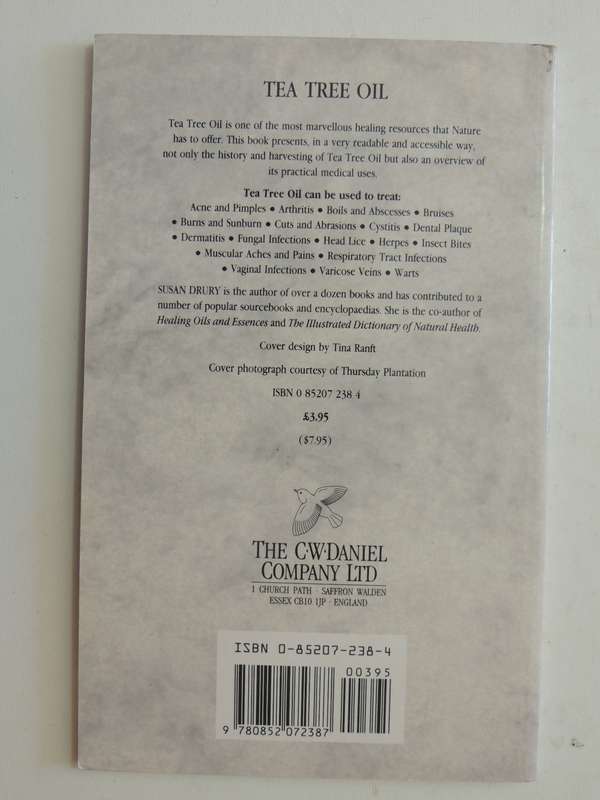 TEA TREE OIL
Tea Tree Oil is one of the most marvellous healing resources that Nature
has to offer. This book presents, in a very readable and accessible way,
not only the history and harvesting of Tea Tree Oil but also an overview of
its practical medical uses.
Tea Tree Oil can be used to treat:
Acne and Pimples • Arthritis • Boils and Abscesses • Bruises
• Burns and Sunburn • Cuts and Abrasions • Cystitis • Dental Plaque
• Dermatitis • Fungal Infections • Head Lice • Herpes • Insect Bites
• Muscular Aches and Pains • Respiratory Tract Infections
• Vaginal Infections • Varicose Veins • Warts
SUSAN DRURY is the author of over a dozen books and has contributed to a
number of popular sourcebooks and encyclopaedias. She is the co-author of
Healing Oils and Essences and The Illustrated Dictionary of Natural Health.
Cover design by Tina Ranft
Cover photograph courtesy of Thursday Plantation
ISBN 0 85207 238 4
£3.95
($7.95)
THE C·W·DANIEL
COMPANY LTD
1 CHURCH PATH · SAFFRON WALDEN
ESSEX CB10 1JP · ENGLAND
ISBN 0-85207-238-4
00395
9 780852 072387